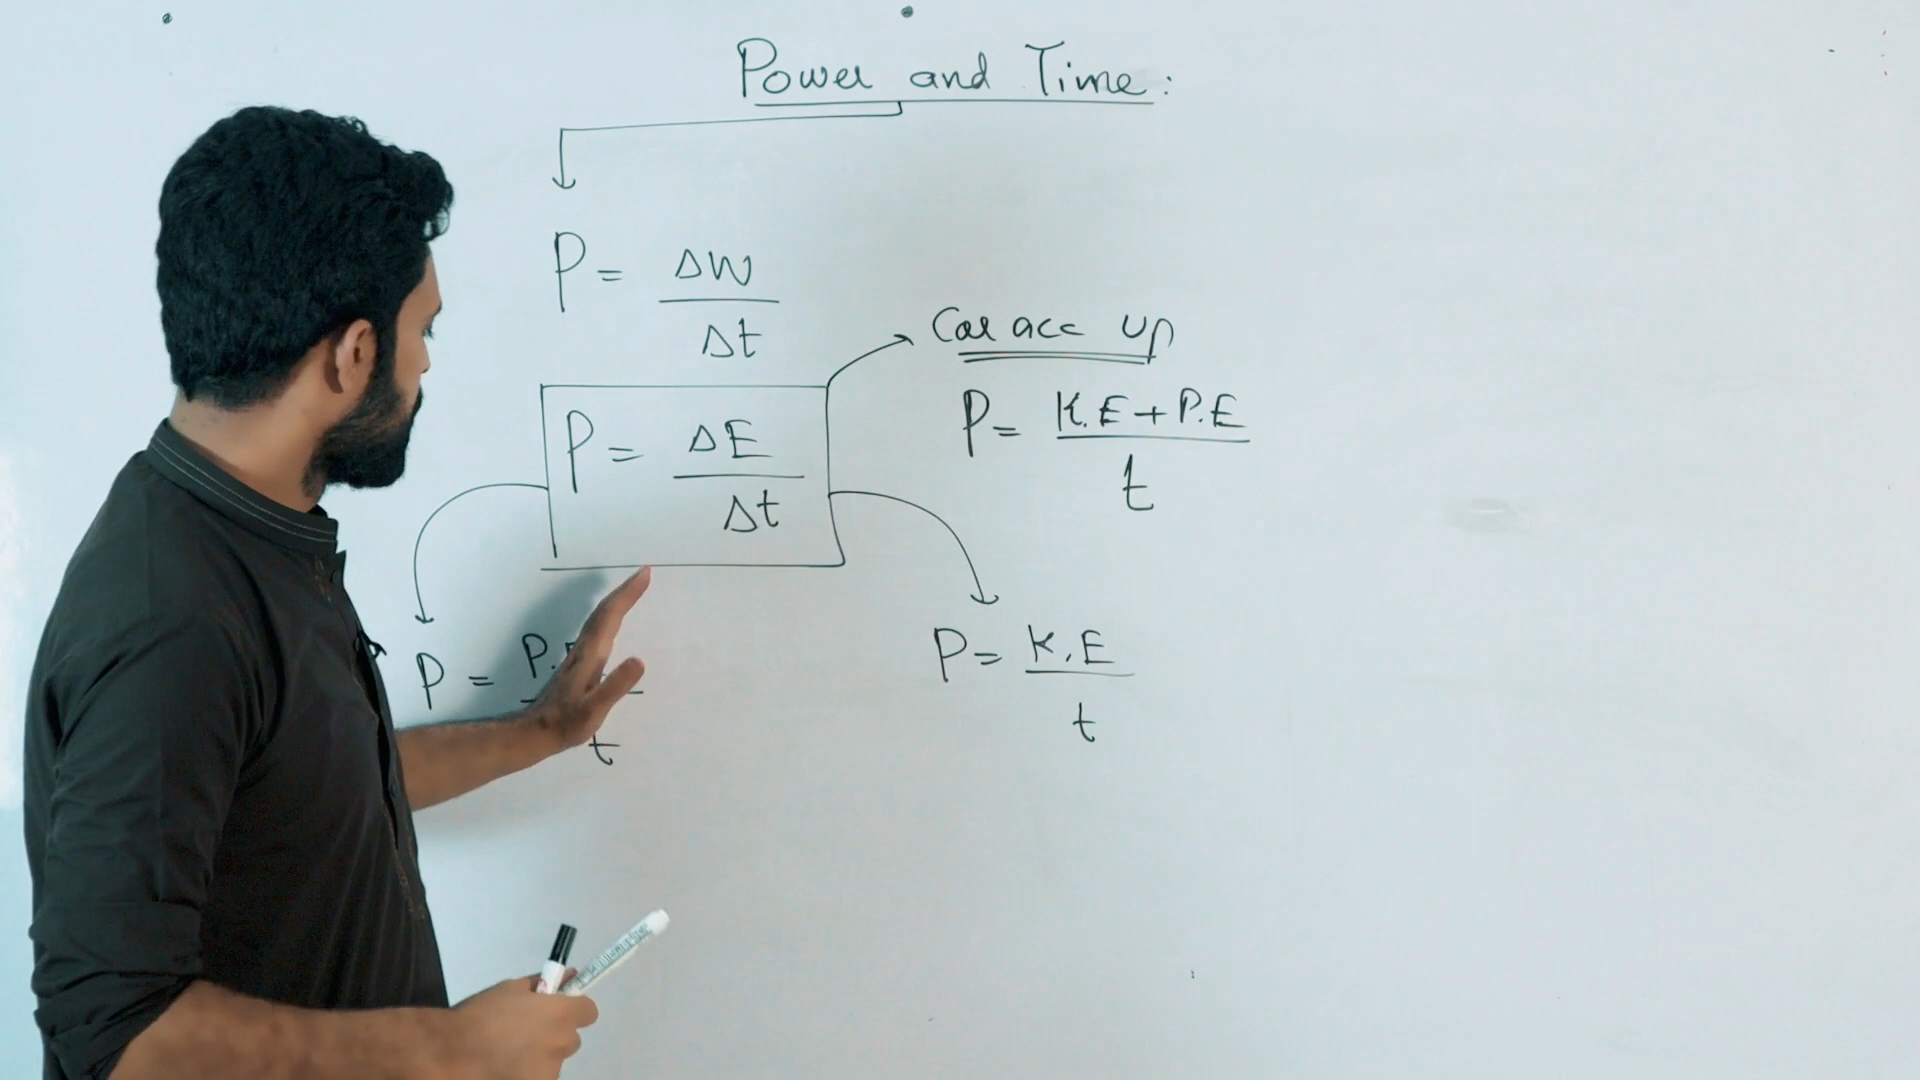 Power and Time:
P = ΔW
Δt
Car acc up
P = ΔE
Δt
P = K.E + P.E
t
P = P.
t
P = K.E
t